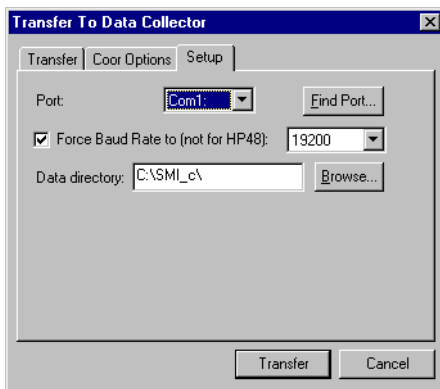 Transfer To Data Collector
Transfer Coor Options Setup
Port: Com1: Find Port...
Force Baud Rate to (not for HP48): 19200
Data directory: C:\SMI_c\ Browse...
Transfer Cancel